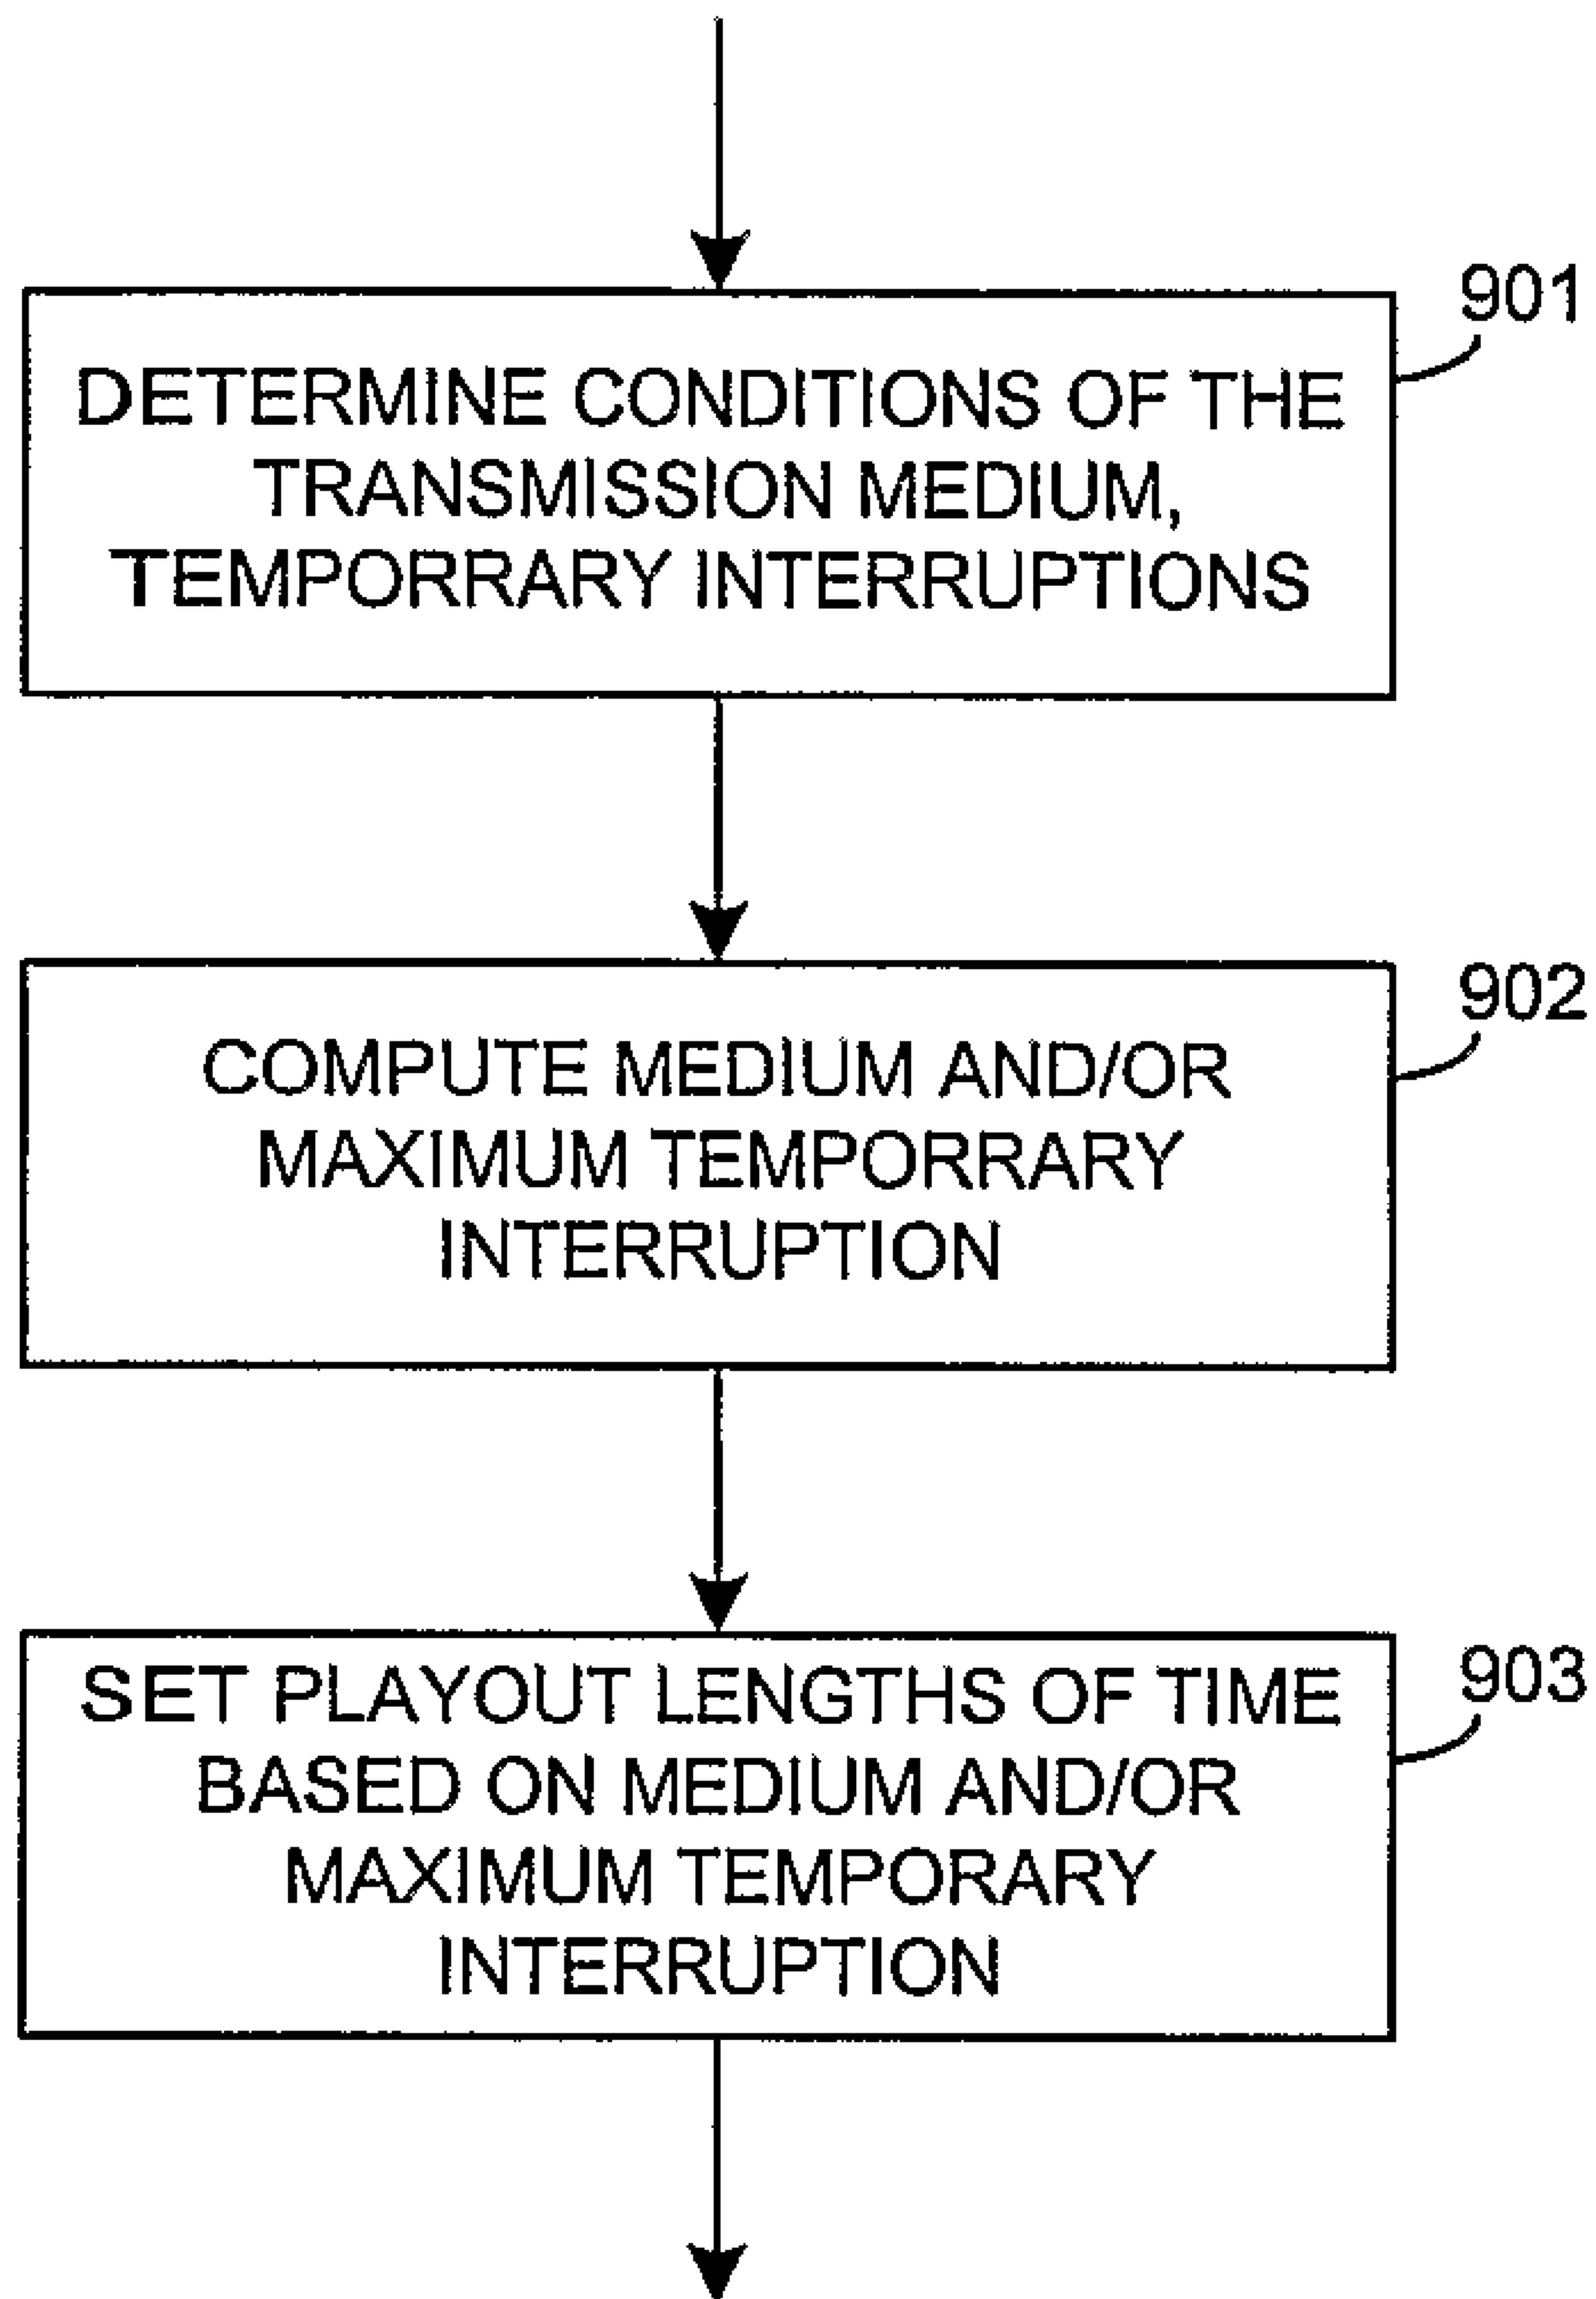 901
DETERMINE CONDITIONS OF THE
TRANSMISSION MEDIUM,
TEMPORRARY INTERRUPTIONS
902
COMPUTE MEDIUM AND/OR
MAXIMUM TEMPORRARY
INTERRUPTION
903
SET PLAYOUT LENGTHS OF TIME
BASED ON MEDIUM AND/OR
MAXIMUM TEMPORARY
INTERRUPTION